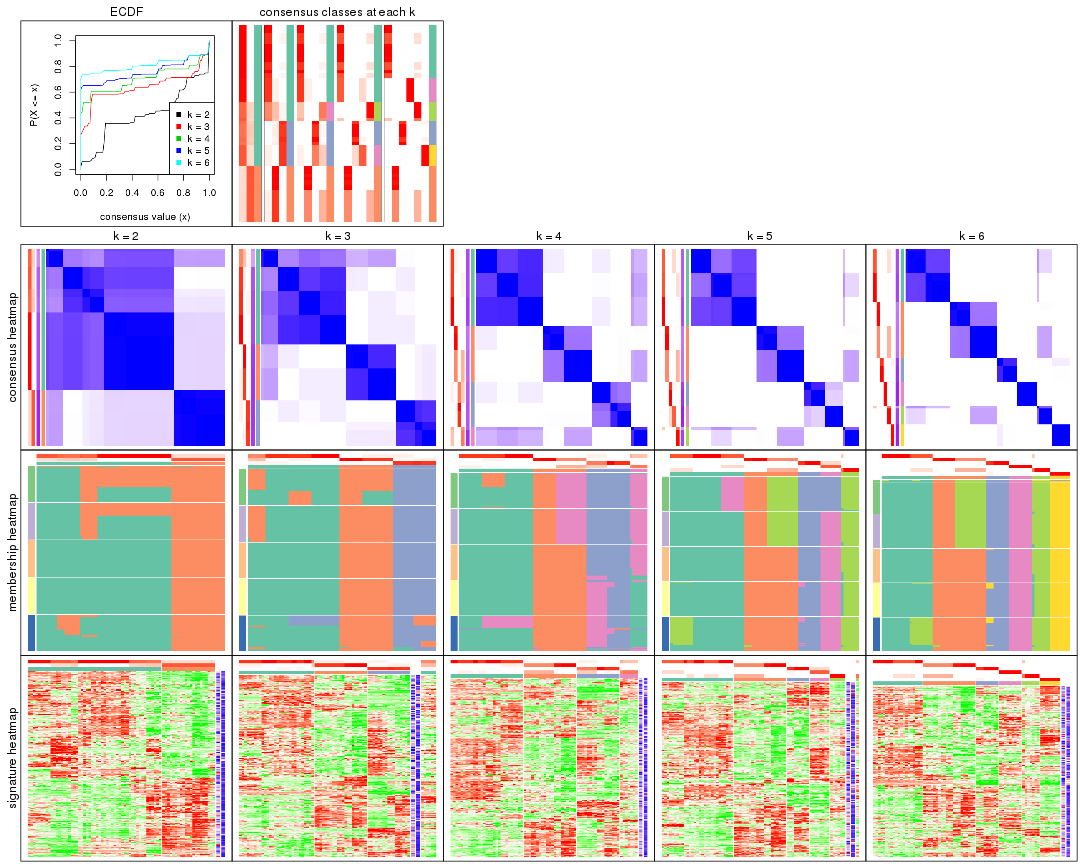 ECDF
consensus classes at each k
P(X <= x)
0.0 0.2 0.4 0.6 0.8 1.0
k = 2
k = 3
k = 4
k = 5
k = 6
0.0 0.2 0.4 0.6 0.8 1.0
consensus value (x)
k = 2
k = 3
k = 4
k = 5
k = 6
consensus heatmap
membership heatmap
signature heatmap